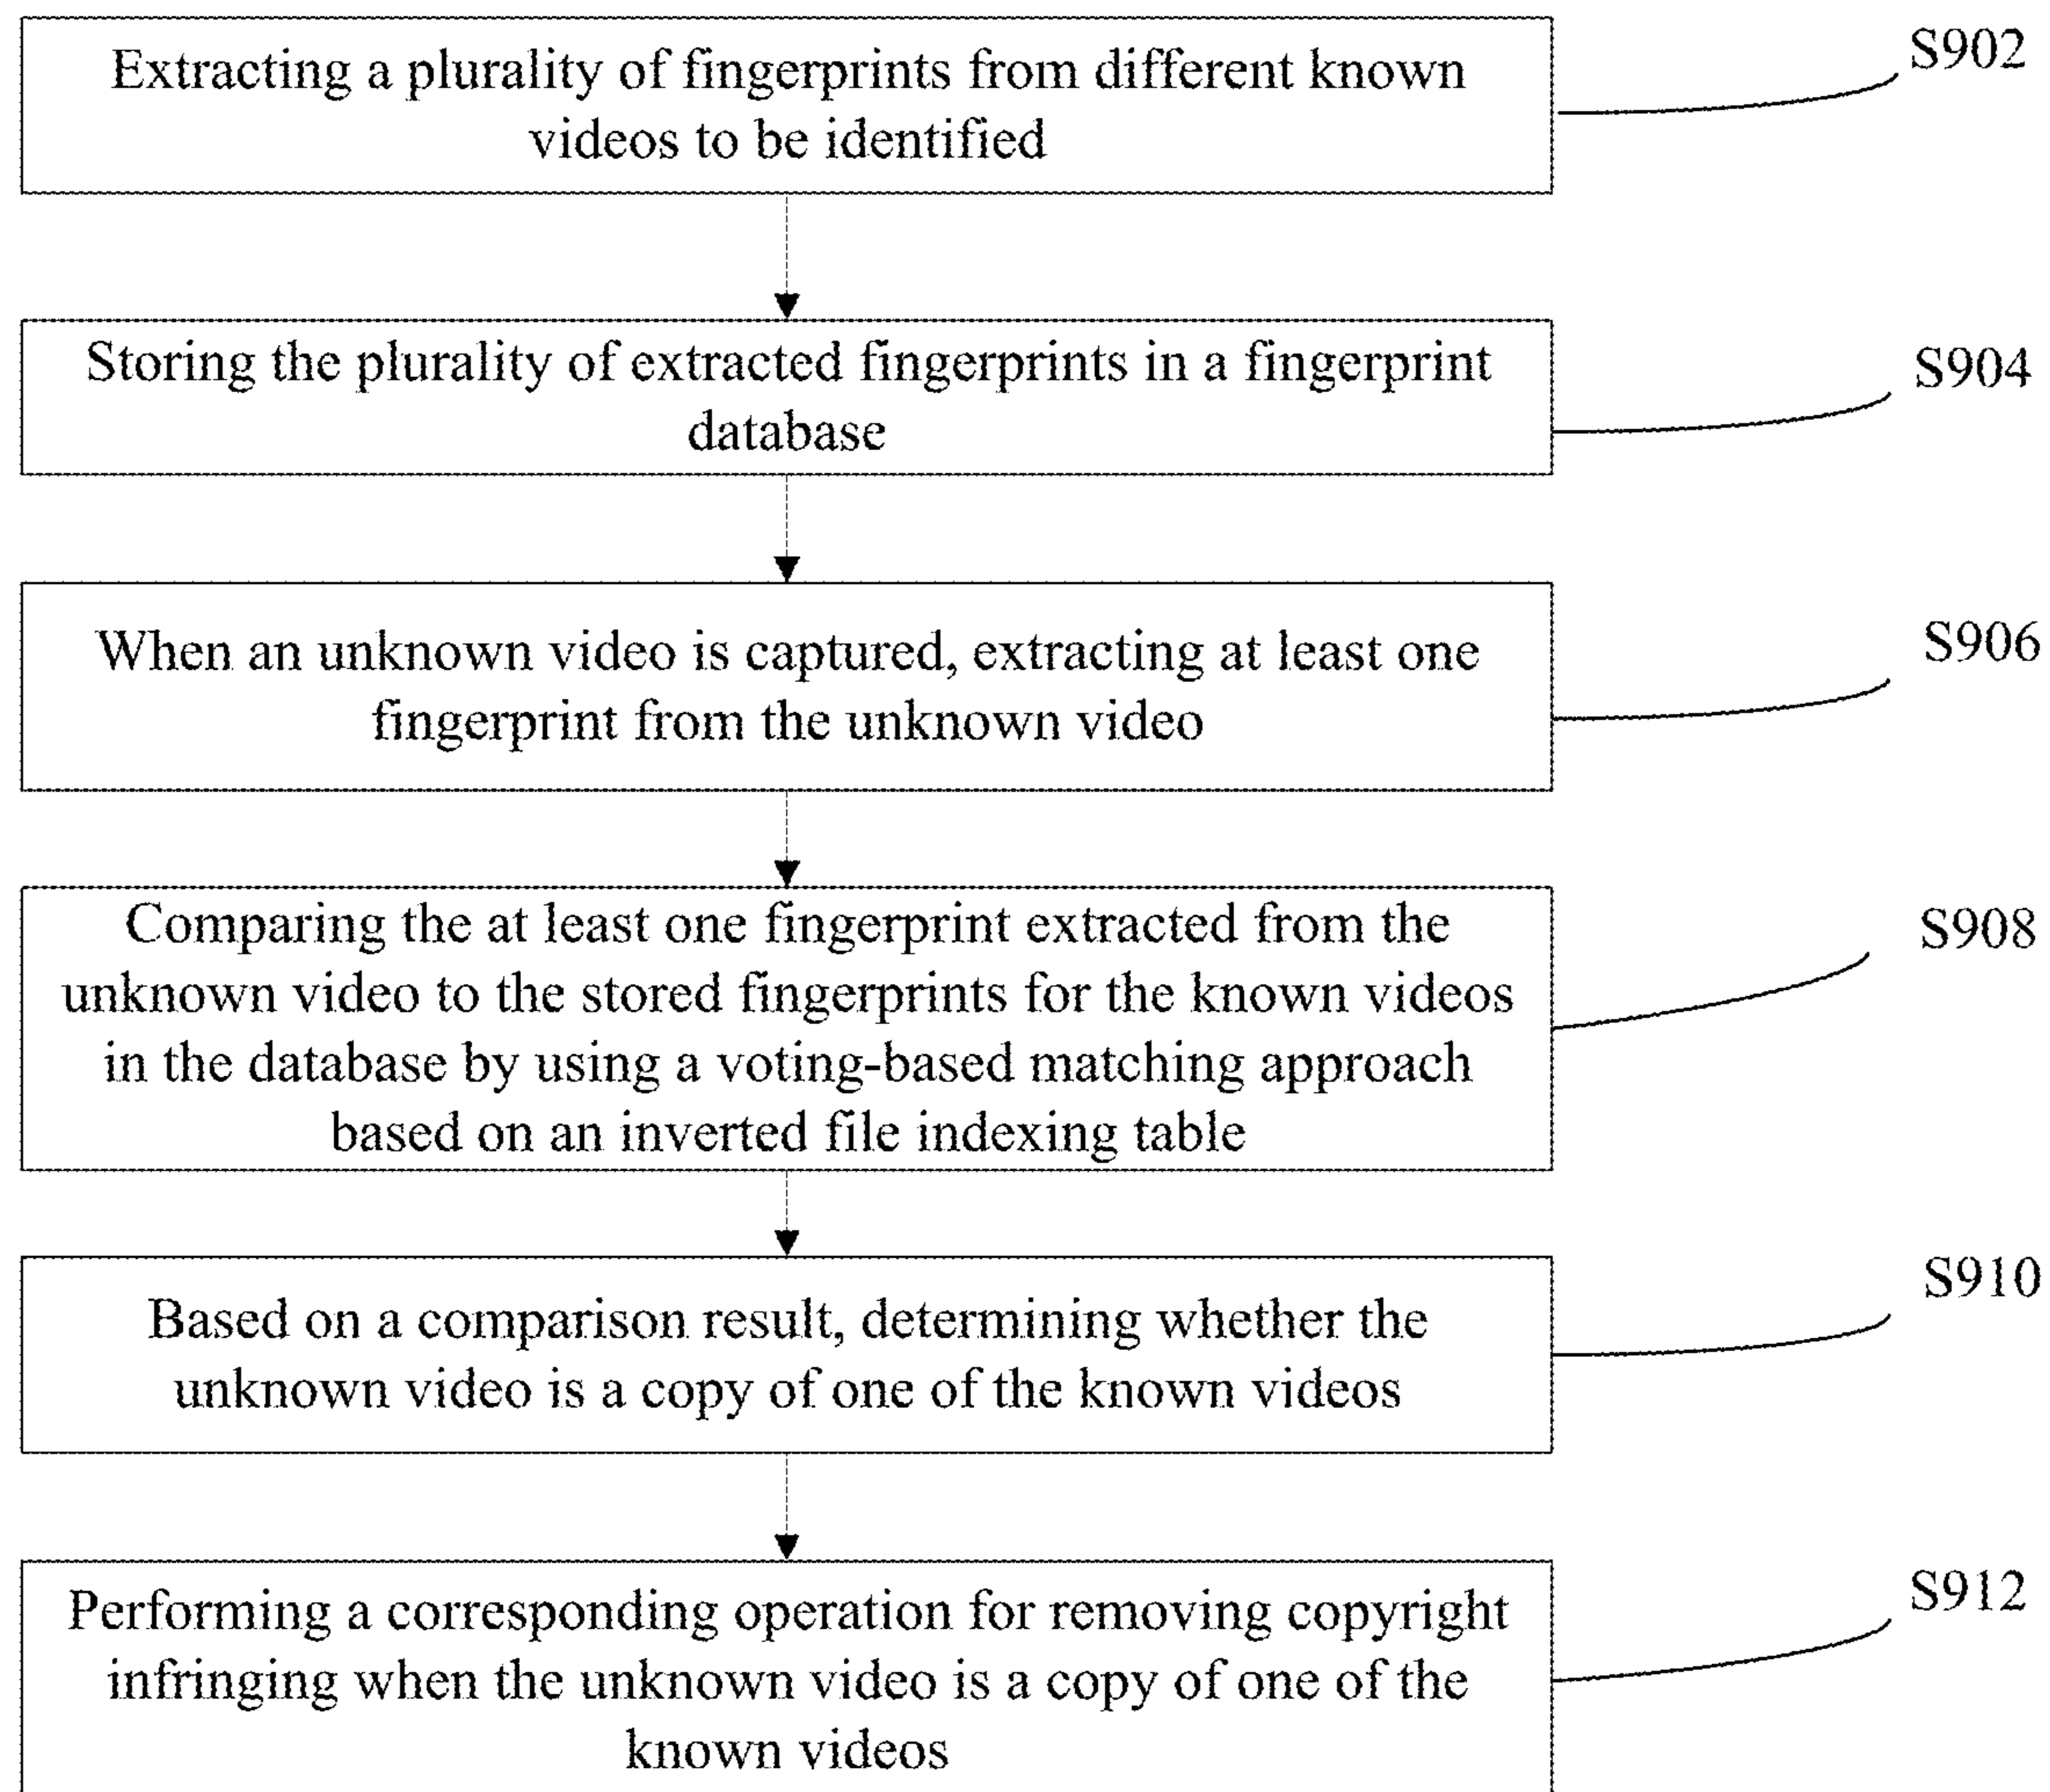 Extracting a plurality of fingerprints from different known
videos to be identified
S902
Storing the plurality of extracted fingerprints in a fingerprint
database
S904
When an unknown video is captured, extracting at least one
fingerprint from the unknown video
S906
Comparing the at least one fingerprint extracted from the
unknown video to the stored fingerprints for the known videos
in the database by using a voting-based matching approach
based on an inverted file indexing table
S908
Based on a comparison result, determining whether the
unknown video is a copy of one of the known videos
S910
Performing a corresponding operation for removing copyright
infringing when the unknown video is a copy of one of the
known videos
S912